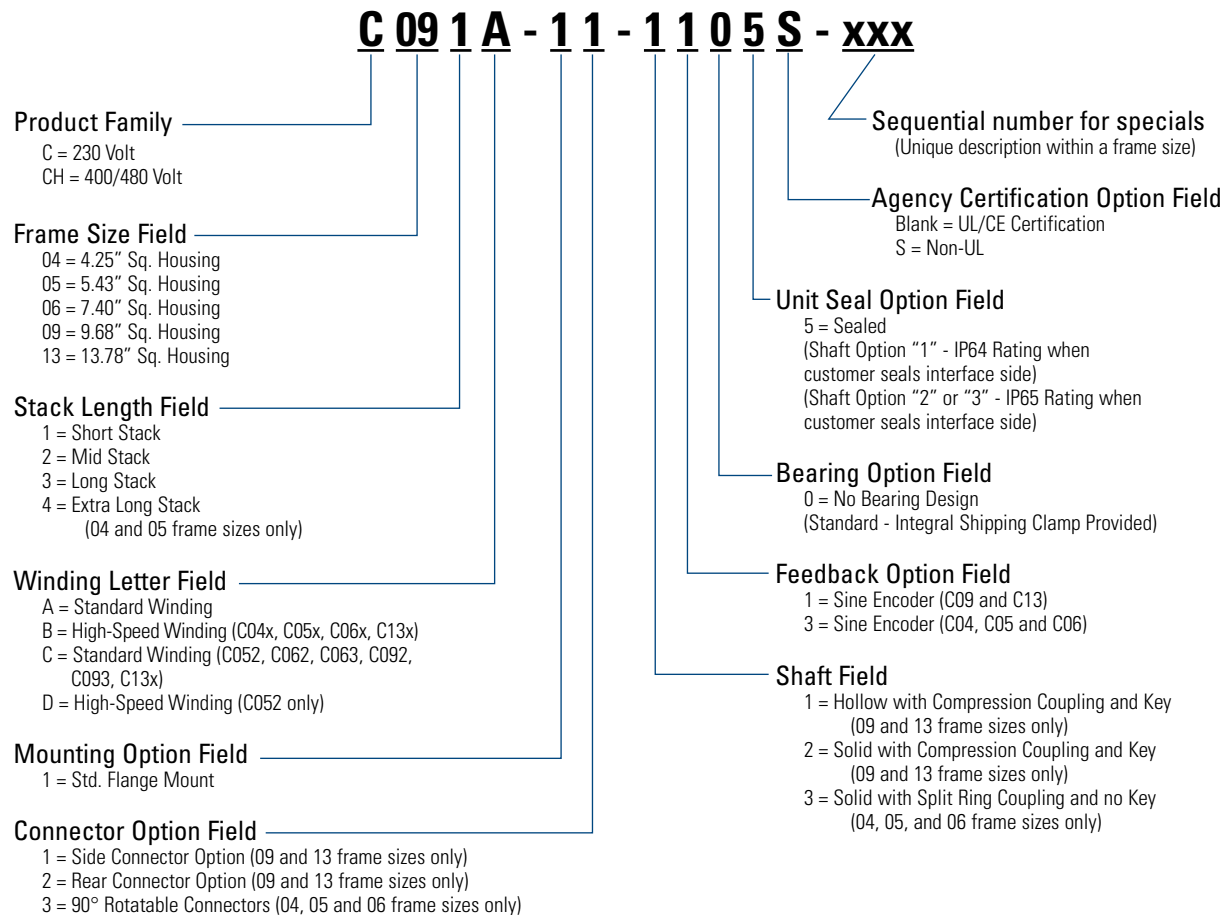 C 09 1 A - 1 1 - 1 1 0 5 S - xxx
Product Family
C = 230 Volt
CH = 400/480 Volt
Frame Size Field
04 = 4.25” Sq. Housing
05 = 5.43” Sq. Housing
06 = 7.40” Sq. Housing
09 = 9.68” Sq. Housing
13 = 13.78” Sq. Housing
Stack Length Field
1 = Short Stack
2 = Mid Stack
3 = Long Stack
4 = Extra Long Stack
(04 and 05 frame sizes only)
Winding Letter Field
A = Standard Winding
B = High-Speed Winding (C04x, C05x, C06x, C13x)
C = Standard Winding (C052, C062, C063, C092,
C093, C13x)
D = High-Speed Winding (C052 only)
Mounting Option Field
1 = Std. Flange Mount
Connector Option Field
1 = Side Connector Option (09 and 13 frame sizes only)
2 = Rear Connector Option (09 and 13 frame sizes only)
3 = 90° Rotatable Connectors (04, 05 and 06 frame sizes only)
Sequential number for specials
(Unique description within a frame size)
Agency Certification Option Field
Blank = UL/CE Certification
S = Non-UL
Unit Seal Option Field
5 = Sealed
(Shaft Option “1” - IP64 Rating when
customer seals interface side)
(Shaft Option “2” or “3” - IP65 Rating when
customer seals interface side)
Bearing Option Field
0 = No Bearing Design
(Standard - Integral Shipping Clamp Provided)
Feedback Option Field
1 = Sine Encoder (C09 and C13)
3 = Sine Encoder (C04, C05 and C06)
Shaft Field
1 = Hollow with Compression Coupling and Key
(09 and 13 frame sizes only)
2 = Solid with Compression Coupling and Key
(09 and 13 frame sizes only)
3 = Solid with Split Ring Coupling and no Key
(04, 05, and 06 frame sizes only)